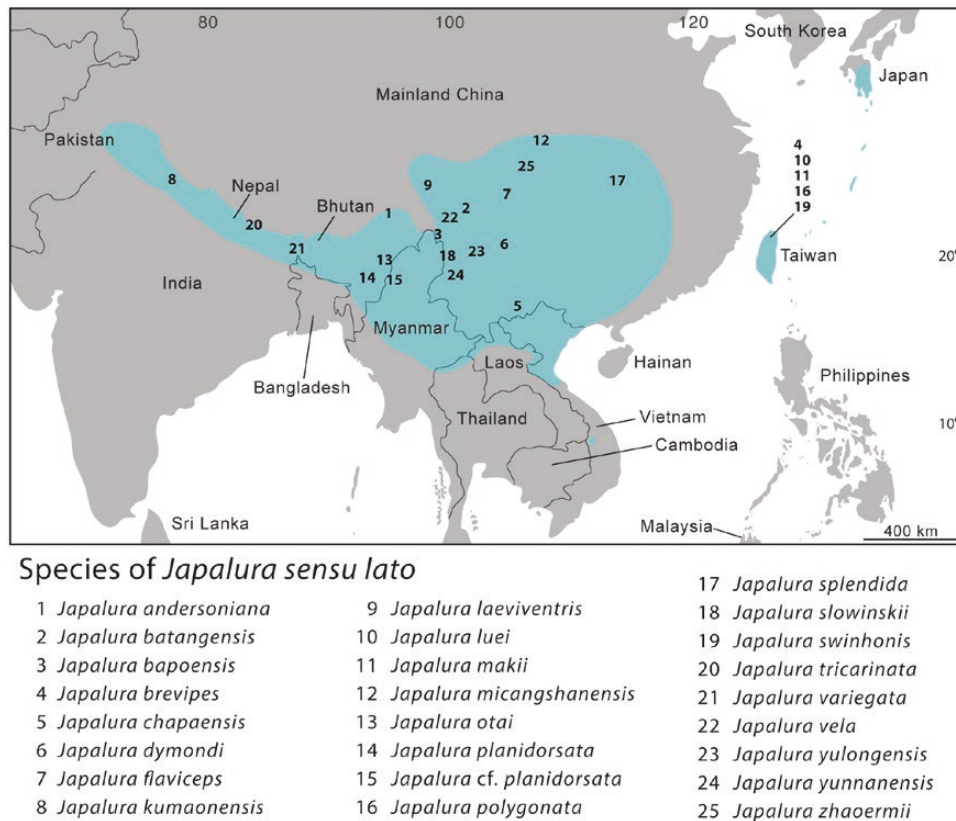 80 100 120
South Korea
Japan
Mainland China
Pakistan
12
4
25
10
8
9
17
11
Nepal
7
16
Bhutan
2
1
22
19
20
3
6
21
23
18
Taiwan
20°
13
India
14
15
24
5
Myanmar
Laos
Hainan
Bangladesh
Philippines
Thailand
Vietnam
10°
Cambodia
Sri Lanka
Malaysia
400 km
Species of Japalura sensu lato
1 Japalura andersoniana
2 Japalura batangensis
3 Japalura bapoensis
4 Japalura brevipes
5 Japalura chapaensis
6 Japalura dymondi
7 Japalura flaviceps
8 Japalura kumaonensis
9 Japalura laeviventris
10 Japalura luei
11 Japalura makii
12 Japalura micangshanensis
13 Japalura otai
14 Japalura planidorsata
15 Japalura cf. planidorsata
16 Japalura polygonata
17 Japalura splendida
18 Japalura slowinskii
19 Japalura swinhonis
20 Japalura tricarinata
21 Japalura variegata
22 Japalura vela
23 Japalura yulongensis
24 Japalura yunnanensis
25 Japalura zhaoermii